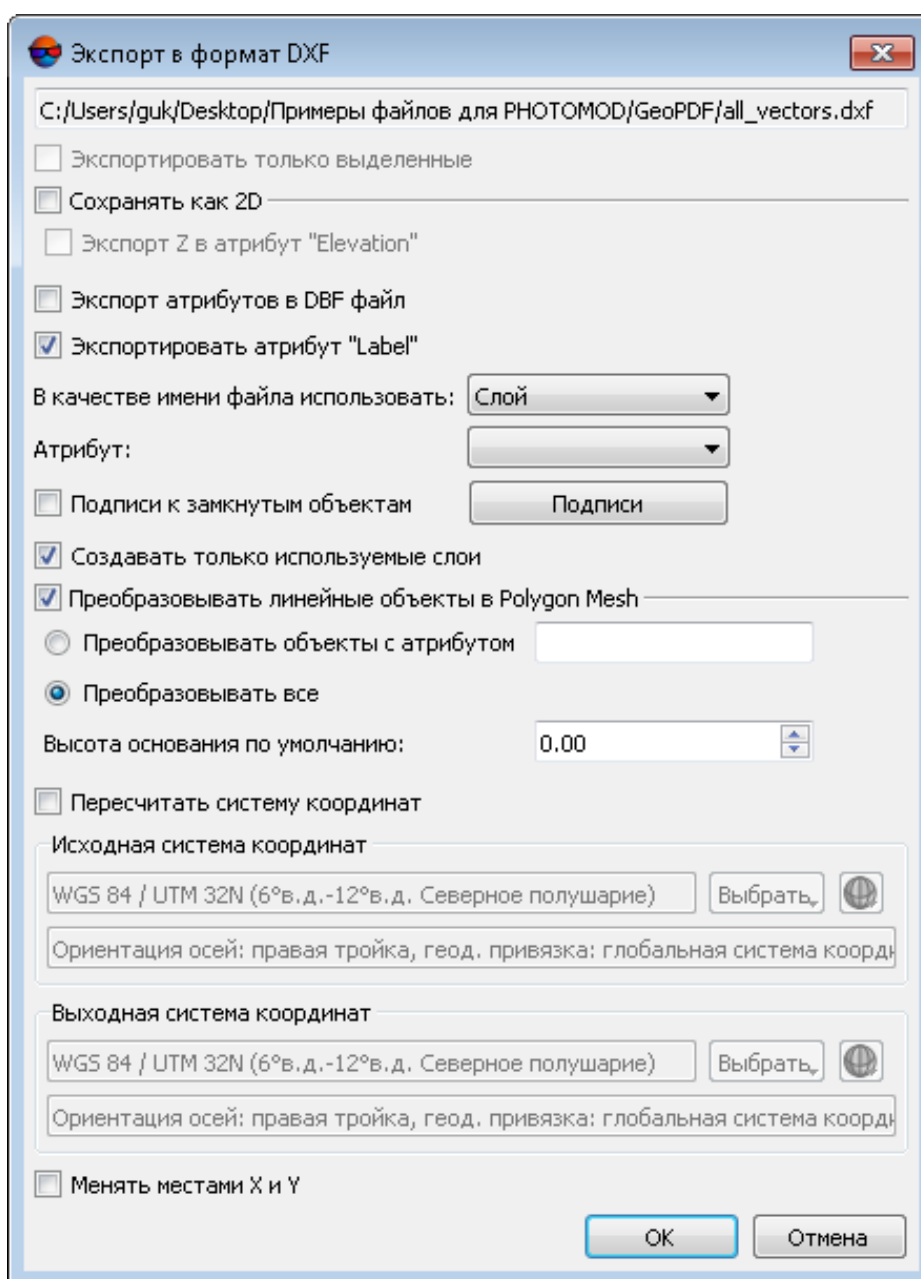 Экспорт в формат DXF
C:/Users/guk/Desktop/Примеры файлов для PHOTOMOD/GeoPDF/all_vectors.dxf
Экспортировать только выделенные
Сохранять как 2D
Экспорт Z в атрибут "Elevation"
Экспорт атрибутов в DBF файл
Экспортировать атрибут "Label"
В качестве имени файла использовать: Слой
Атрибут:
Подписи к замкнутым объектам Подписи
Создавать только используемые слои
Преобразовывать линейные объекты в Polygon Mesh
Преобразовывать объекты с атрибутом
Преобразовывать все
Высота основания по умолчанию: 0.00
Пересчитать систему координат
Исходная система координат
WGS 84 / UTM 32N (6°в.д.-12°в.д. Северное полушарие) Выбрать
Ориентация осей: правая тройка, геод. привязка: глобальная система коорди
Выходная система координат
WGS 84 / UTM 32N (6°в.д.-12°в.д. Северное полушарие) Выбрать
Ориентация осей: правая тройка, геод. привязка: глобальная система коорди
Менять местами X и Y
OK Отмена